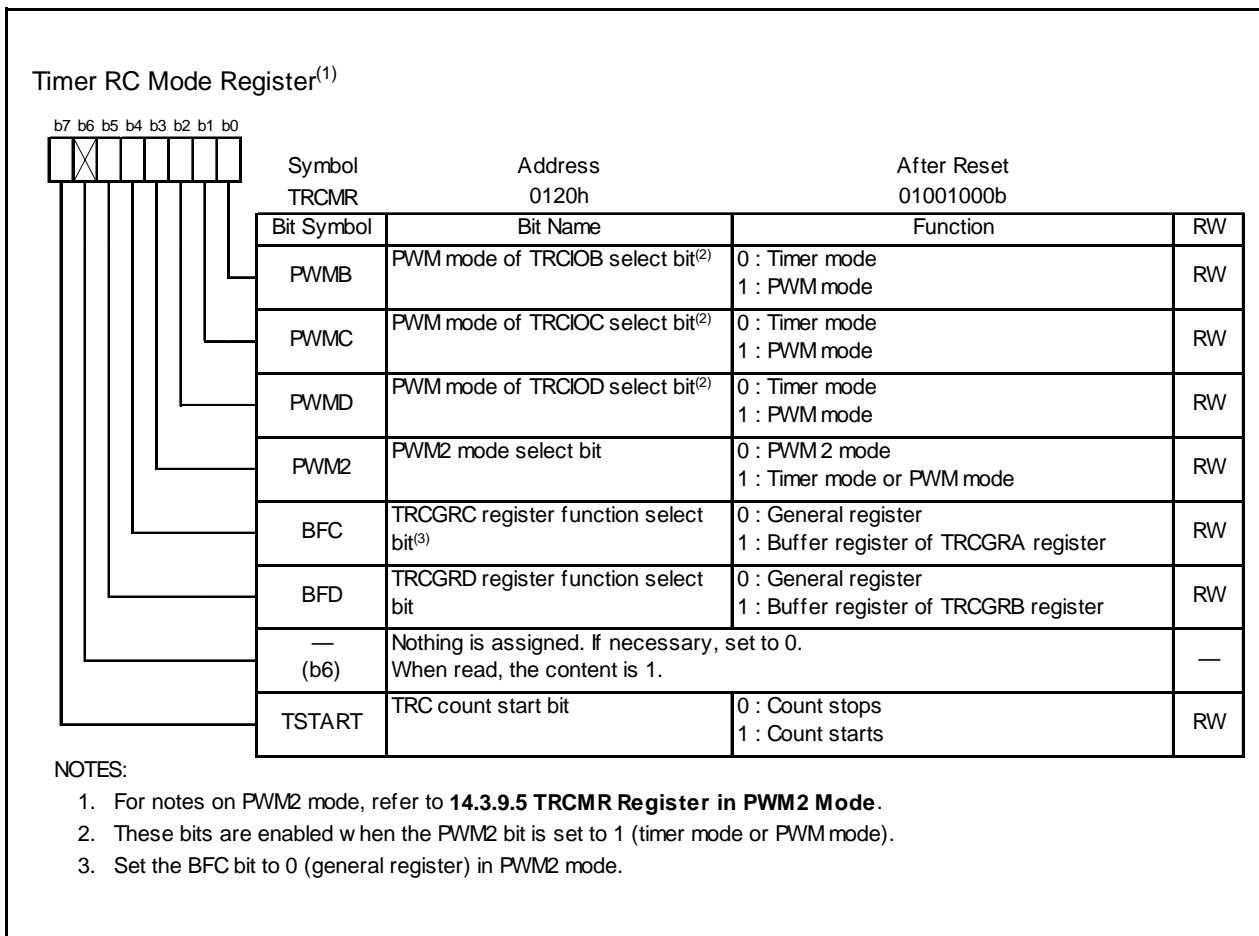 Timer RC Mode Register(1)
b7 b6 b5 b4 b3 b2 b1 b0
Symbol Address After Reset
TRCMR 0120h 01001000b
Bit Symbol Bit Name Function RW
PWMB PWM mode of TRCIOB select bit(2) 0 : Timer mode RW
1 : PWM mode
PWMC PWM mode of TRCIOC select bit(2) 0 : Timer mode RW
1 : PWM mode
PWMD PWM mode of TRCIOD select bit(2) 0 : Timer mode RW
1 : PWM mode
PWM2 PWM2 mode select bit 0 : PWM 2 mode RW
1 : Timer mode or PWM mode
BFC TRCGRC register function select 0 : General register RW
bit(3) 1 : Buffer register of TRCGRA register
BFD TRCGRD register function select 0 : General register RW
bit 1 : Buffer register of TRCGRB register
— Nothing is assigned. If necessary, set to 0. —
(b6) When read, the content is 1.
TSTART TRC count start bit 0 : Count stops RW
1 : Count starts
NOTES:
1. For notes on PWM2 mode, refer to 14.3.9.5 TRCMR Register in PWM2 Mode.
2. These bits are enabled w hen the PWM2 bit is set to 1 (timer mode or PWM mode).
3. Set the BFC bit to 0 (general register) in PWM2 mode.